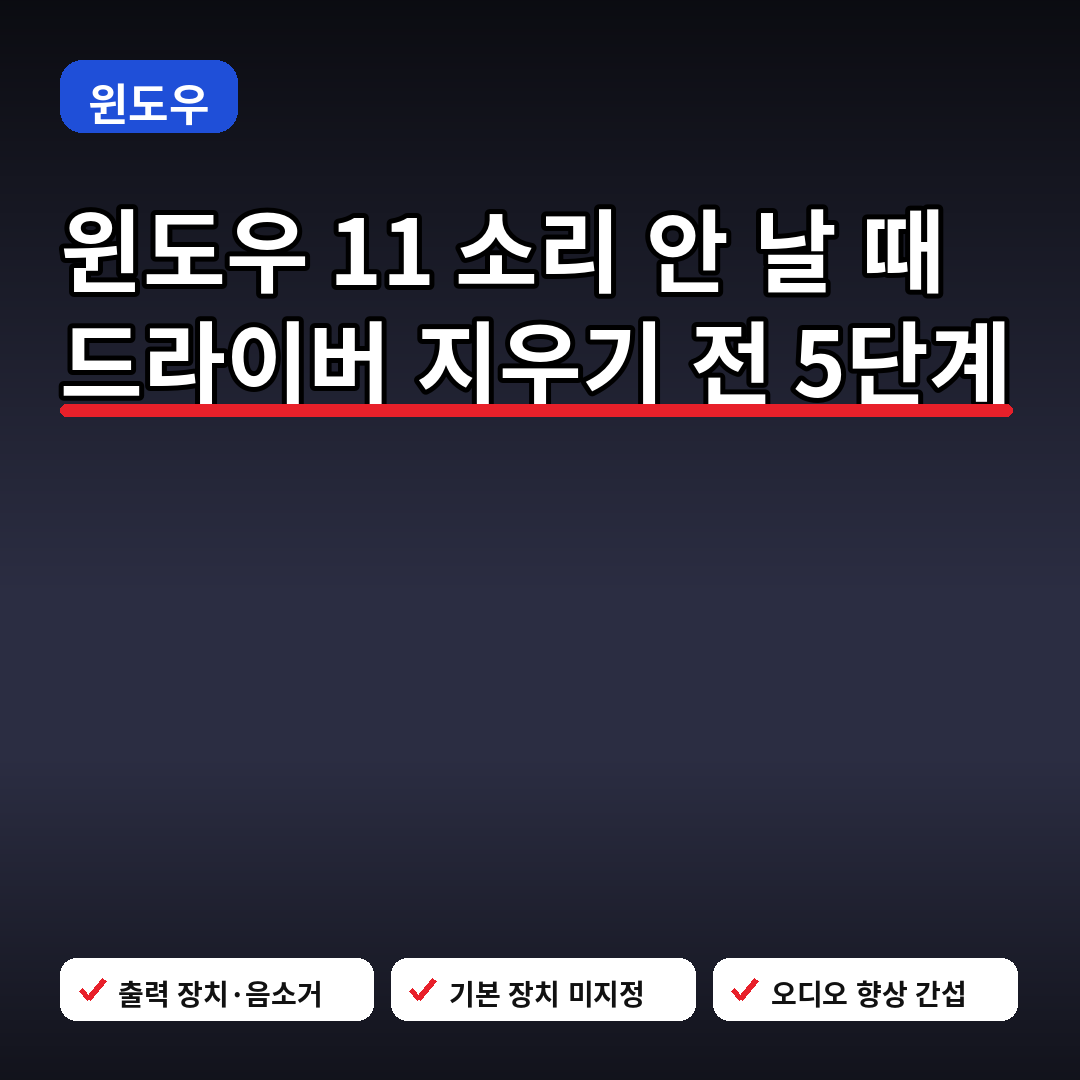 윈도우
윈도우 11 소리 안 날 때
드라이버 지우기 전 5단계
출력 장치·음소거
기본 장치 미지정
오디오 향상 간섭